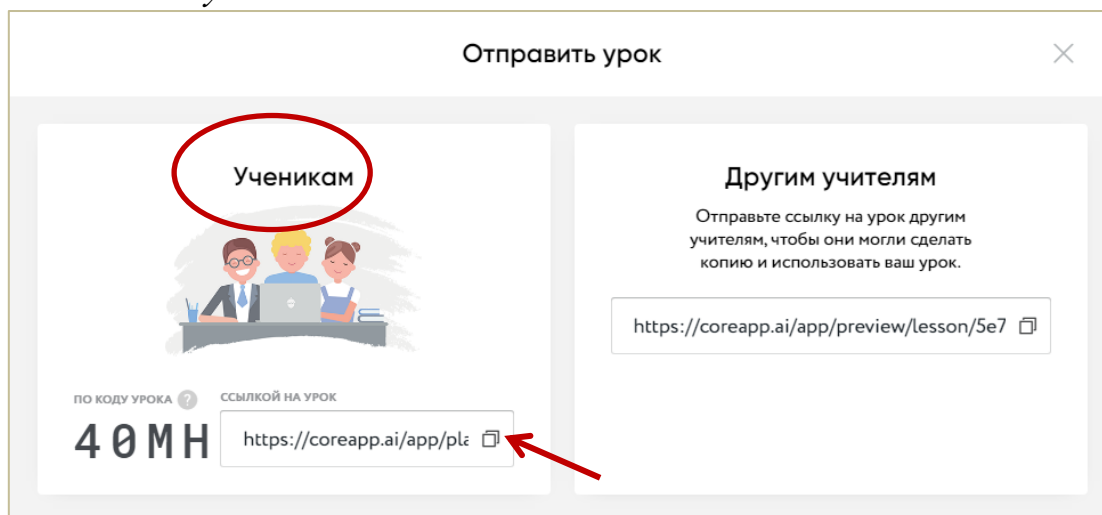 Отправить урок
Ученикам
ПО КОДУ УРОКА ?
40MH
ССЫЛКОЙ НА УРОК
https://coreapp.ai/app/pla
Другим учителям
Отправьте ссылку на урок другим
учителям, чтобы они могли сделать
копию и использовать ваш урок.
https://coreapp.ai/app/preview/lesson/5e7